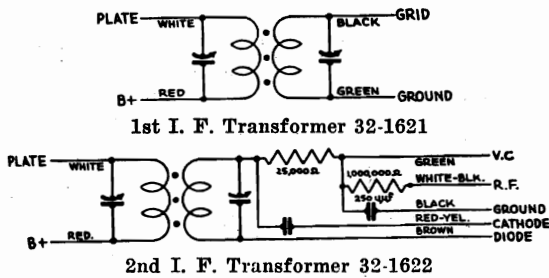 PLATE WHITE BLACK GRID
B+ RED GREEN GROUND
1st I. F. Transformer 32-1621
PLATE WHITE 25,000Ω GREEN V.C
1,000,000Ω WHITE-BLK. R.F.
250 μμf BLACK GROUND
RED-YEL. CATHODE
B+ RED. BROWN DIODE
2nd I. F. Transformer 32-1622